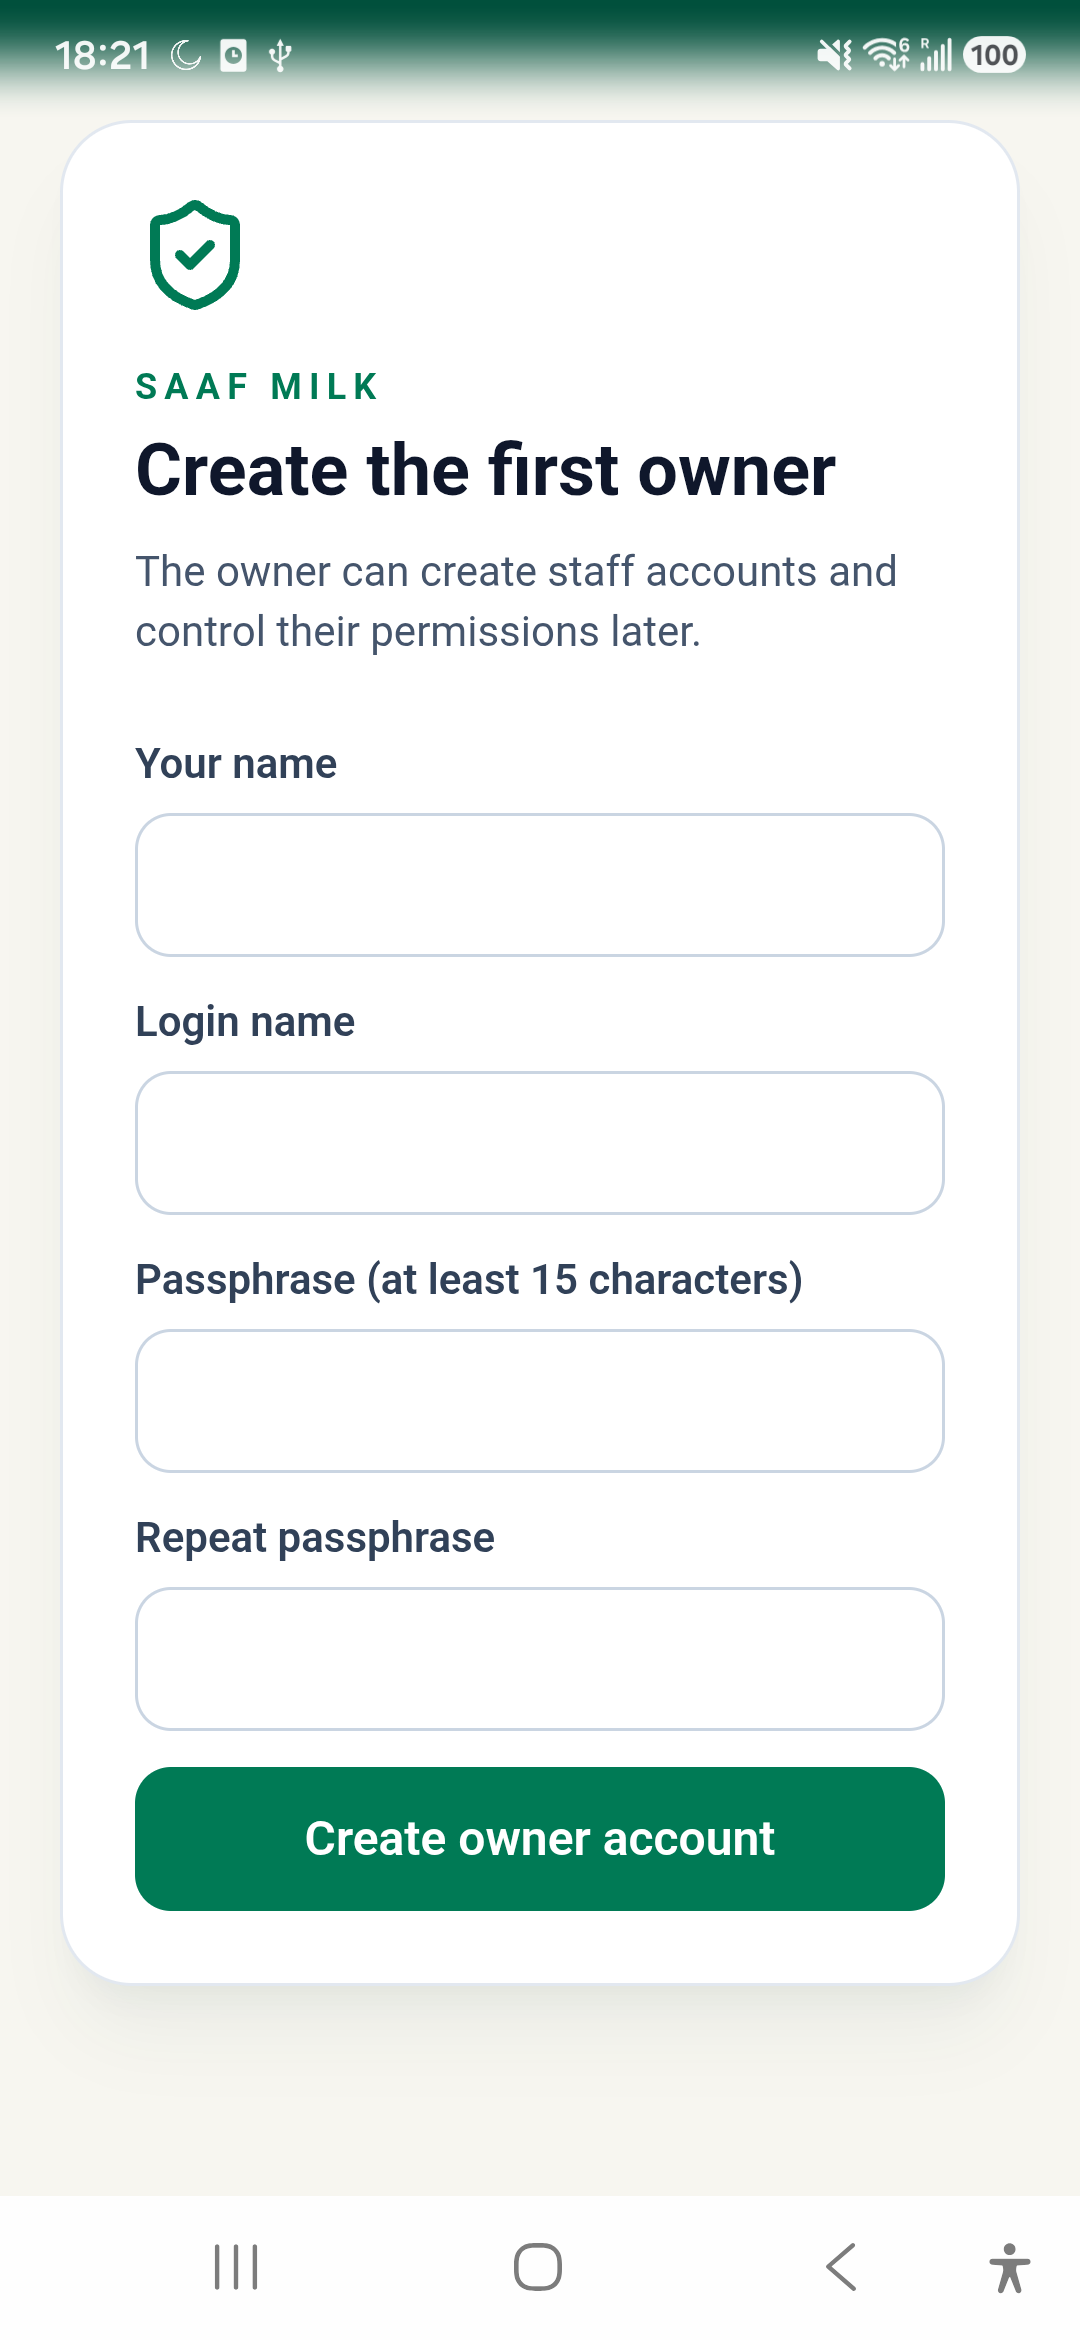 18:21
6
R
100
SAAF MILK
Create the first owner
The owner can create staff accounts and
control their permissions later.
Your name
Login name
Passphrase (at least 15 characters)
Repeat passphrase
Create owner account